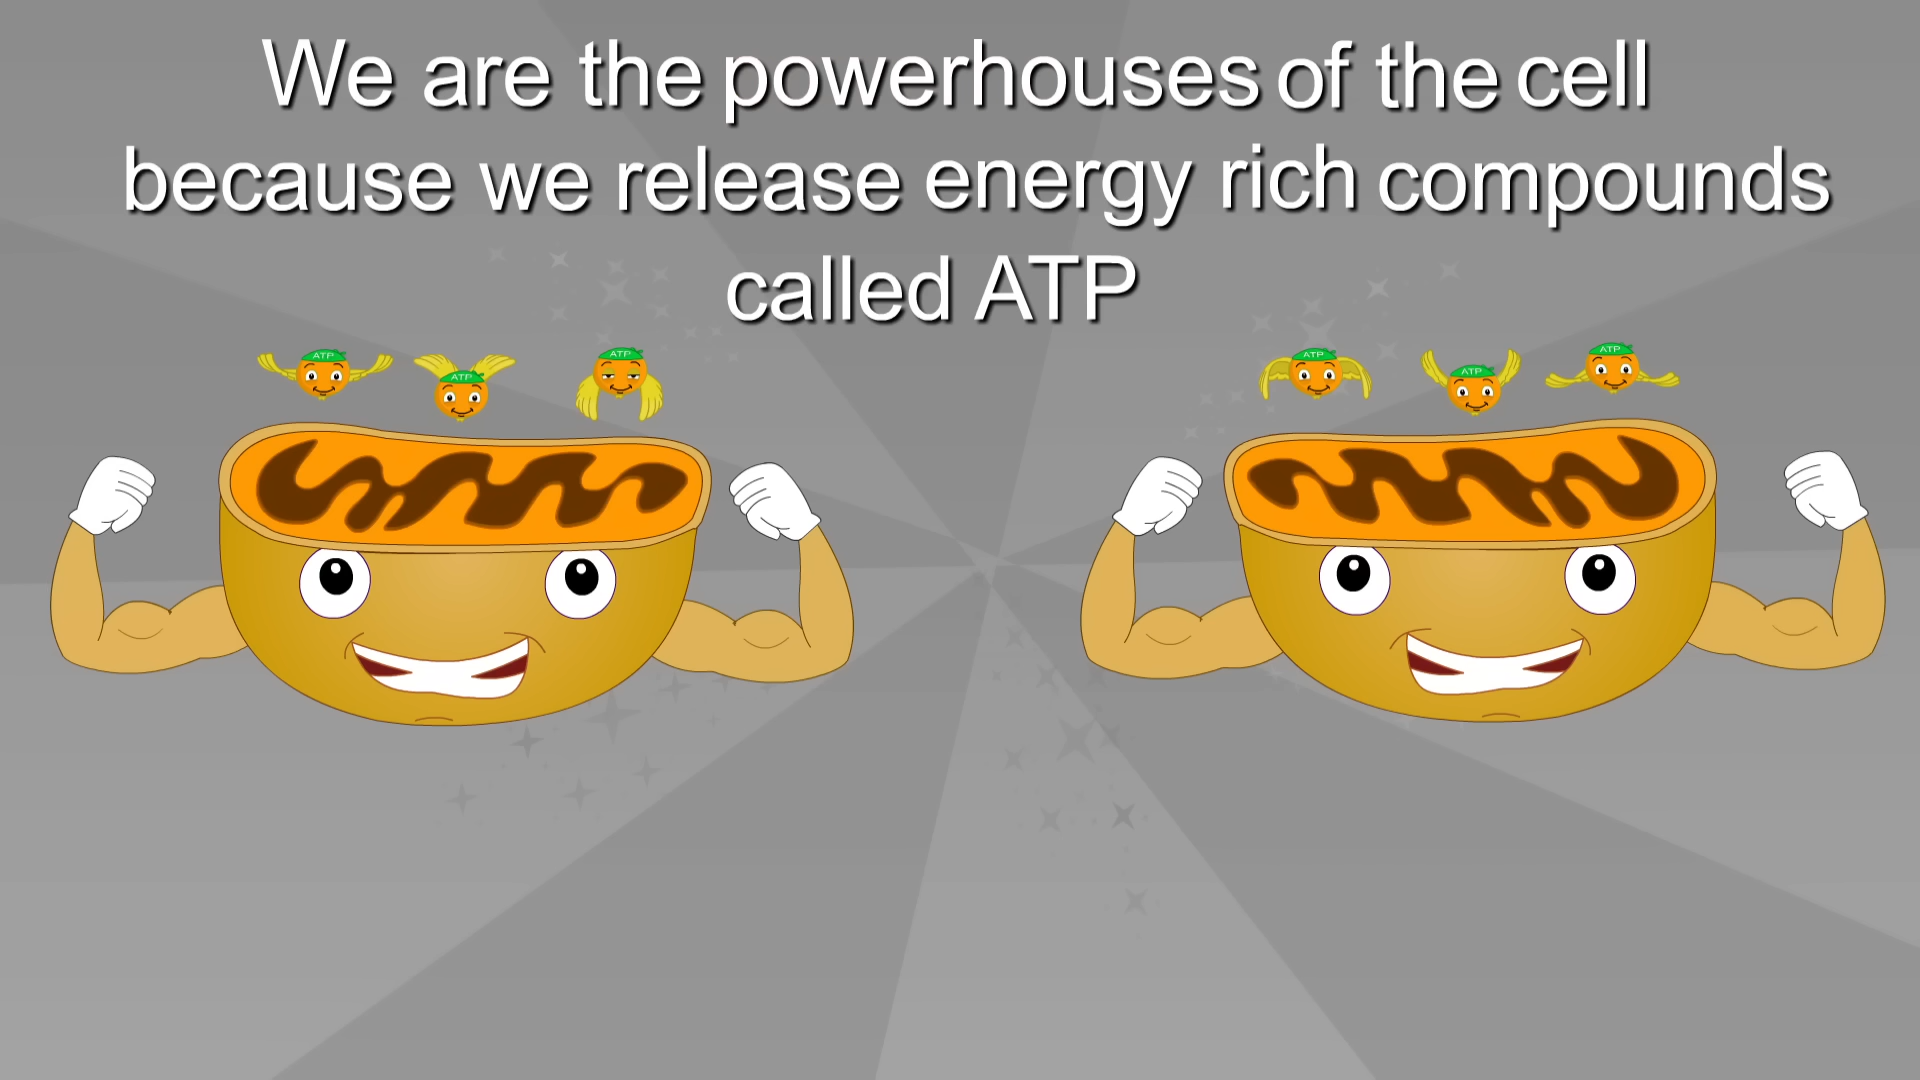 We are the powerhouses of the cell
because we release energy rich compounds
called ATP
ATP ATP ATP ATP ATP ATP